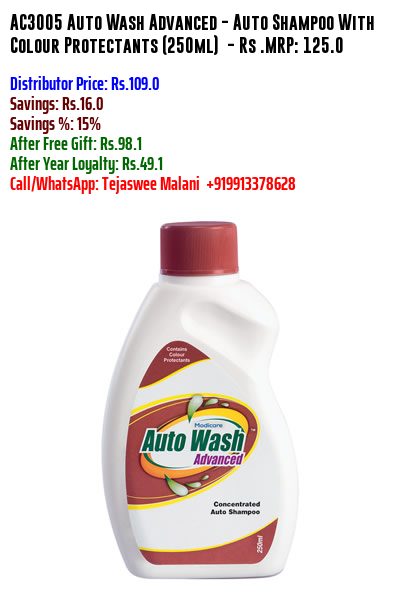 AC3005 Auto Wash Advanced - Auto Shampoo With
Colour Protectants (250ml) - Rs .MRP: 125.0
Distributor Price: Rs.109.0
Savings: Rs.16.0
Savings %: 15%
After Free Gift: Rs.98.1
After Year Loyalty: Rs.49.1
Call/WhatsApp: Tejaswee Malani +919913378628
Contains
Colour
Protectants
Modicare
Auto Wash
Advanced
Concentrated
Auto Shampoo
250ml